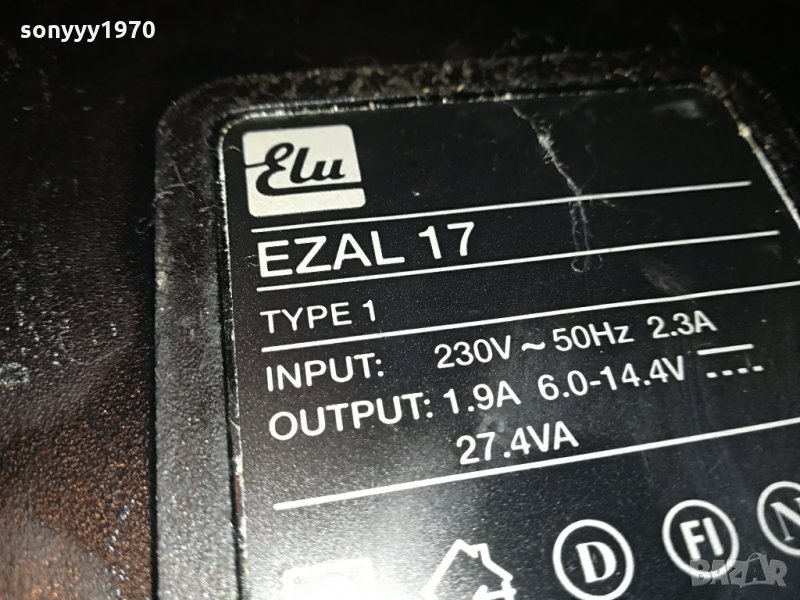 sonyyy1970
Elu
EZAL 17
TYPE 1
INPUT: 230V ~ 50Hz 2.3A
OUTPUT: 1.9A 6.0-14.4V
27.4VA
D FI N
BAZAR